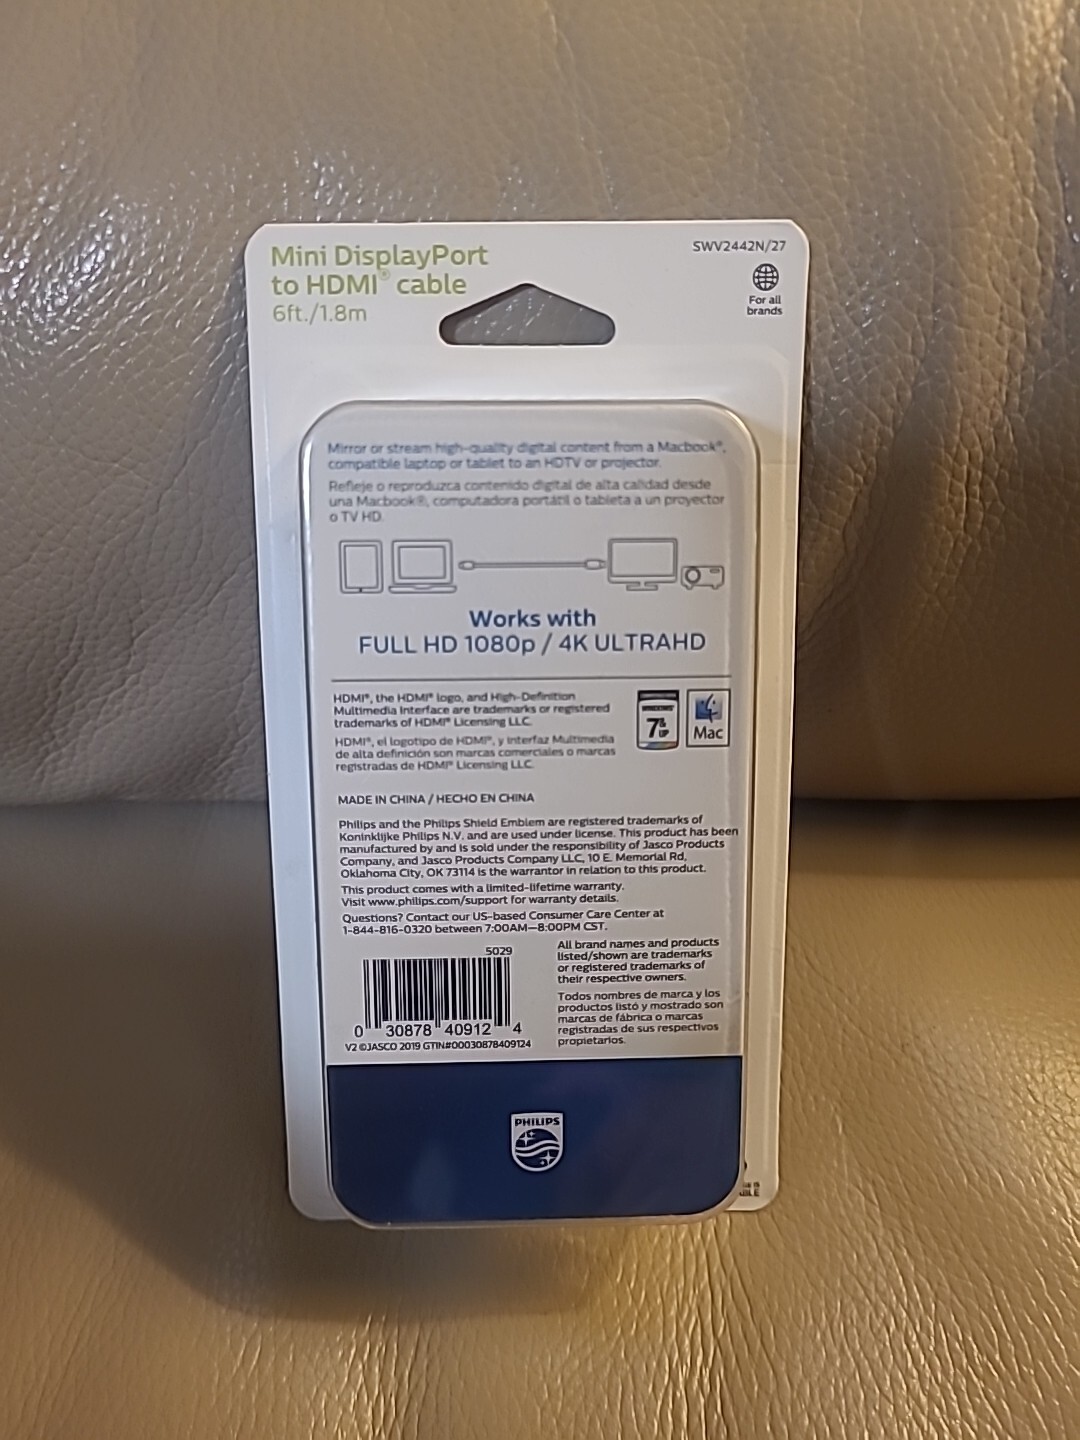 Mini DisplayPort
to HDMI® cable
6ft./1.8m
SWV2442N/27
For all
brands
Mirror or stream high-quality digital content from a Macbook®,
compatible laptop or tablet to an HDTV or projector.
Refleje o reproduzca contenido digital de alta calidad desde
una Macbook®, computadora portátil o tableta a un proyector
o TV HD.
Works with
FULL HD 1080p / 4K ULTRAHD
HDMI®, the HDMI® logo, and High-Definition
Multimedia Interface are trademarks or registered
trademarks of HDMI® Licensing LLC.
HDMI®, el logotipo de HDMI®, y interfaz Multimedia
de alta definición son marcas comerciales o marcas
registradas de HDMI® Licensing LLC.
WINDOWS
7 & UP
Mac
MADE IN CHINA / HECHO EN CHINA
Philips and the Philips Shield Emblem are registered trademarks of
Koninklijke Philips N.V. and are used under license. This product has been
manufactured by and is sold under the responsibility of Jasco Products
Company, and Jasco Products Company LLC, 10 E. Memorial Rd,
Oklahoma City, OK 73114 is the warrantor in relation to this product.
This product comes with a limited-lifetime warranty.
Visit www.philips.com/support for warranty details.
Questions? Contact our US-based Consumer Care Center at
1-844-816-0320 between 7:00AM—8:00PM CST.
5029
0 30878 40912 4
V2 ©JASCO 2019 GTIN#00030878409124
All brand names and products
listed/shown are trademarks
or registered trademarks of
their respective owners.
Todos nombres de marca y los
productos listó y mostrado son
marcas de fábrica o marcas
registradas de sus respectivos
propietarios.
PHILIPS